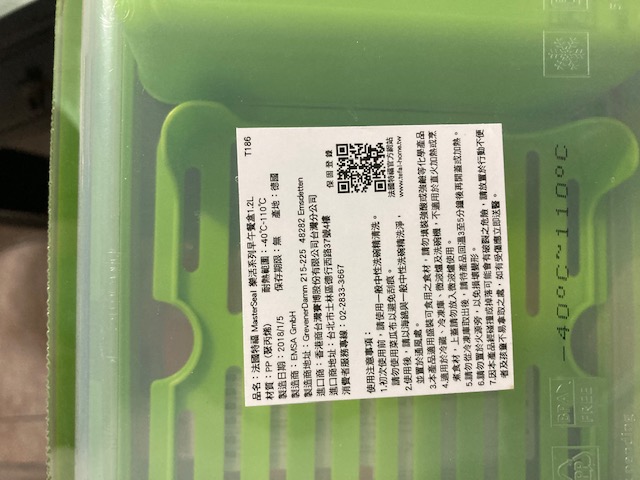 品名：法國特福 MasterSeal 樂活系列早午餐盒1.2L T186
材質：PP (聚丙烯) 耐熱範圍：-40℃-110℃
製造日期：2018/1/5 保存期限：無 產地：德國
製造商：EMSA GmbH
製造商地址：GrevenerDamm 215-225 48282 Emsdetten
進口商：香港商台灣賽博股份有限公司台灣分公司
進口商地址：台北市士林區德行西路37號4樓
消費者服務專線：02-2833-3667
保固登錄
法國特福官方網站
www.tefal-home.tw
使用注意事項：
1.初次使用前，請使用一般中性洗碗精清洗。
請勿使用菜瓜布以避免刮痕。
2.使用後，請以海綿與一般中性洗碗精洗淨，
並置於通風處。
3.本產品適用盛裝可食用之食材，請勿填裝強酸或強鹼等化學產品
4.適用於冷藏、冷凍庫、微波爐及洗碗機，不適用於直火加熱或烹
煮食材，上蓋請勿放入微波爐使用。
5.請勿從冷凍庫取出後，請待產品回溫3至5分鐘後再開蓋或加熱。
6.請勿置於火源旁，以免損壞變形。
7.因本產品經碰撞或掉落可能會有破裂之危險，請放置於行動不便
者及孩童不易拿取之處，如有受傷應立即送醫。
-40°C~110°C
PP
FREE
pending